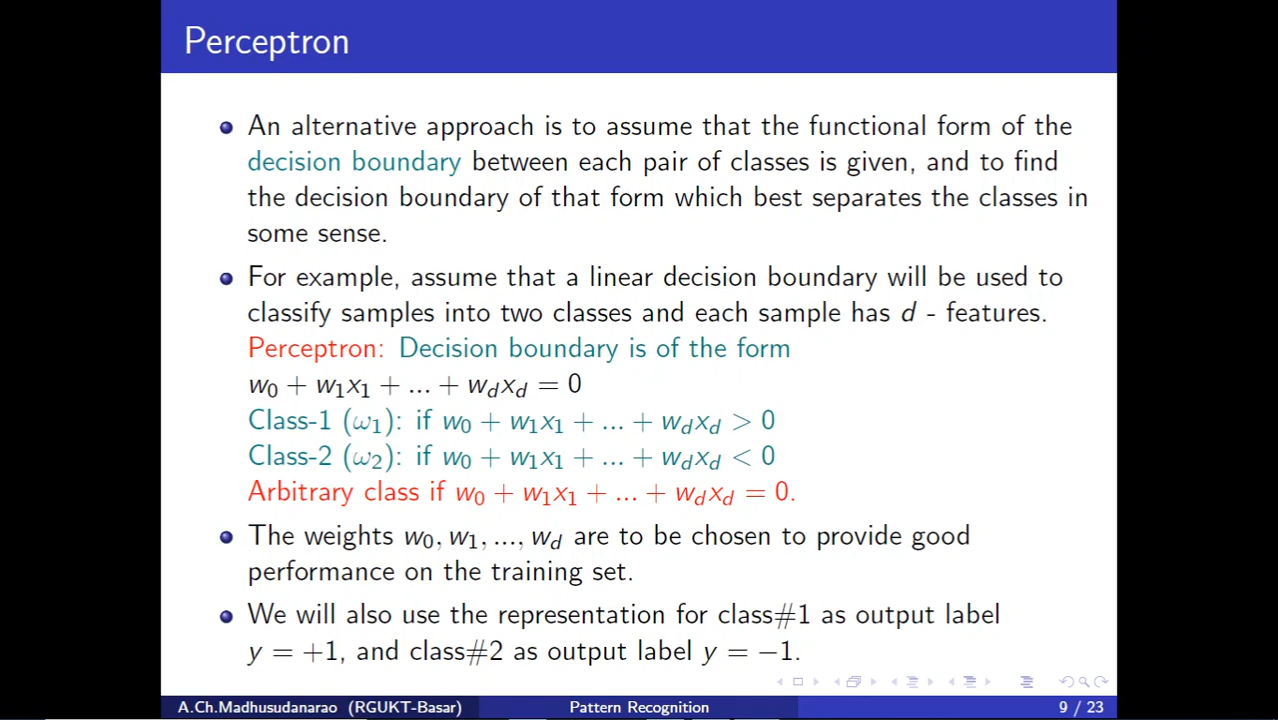 Perceptron
An alternative approach is to assume that the functional form of the
decision boundary between each pair of classes is given, and to find
the decision boundary of that form which best separates the classes in
some sense.
For example, assume that a linear decision boundary will be used to
classify samples into two classes and each sample has d - features.
Perceptron: Decision boundary is of the form
w₀ + w₁x₁ + ... + w_dx_d = 0
Class-1 (ω₁): if w₀ + w₁x₁ + ... + w_dx_d > 0
Class-2 (ω₂): if w₀ + w₁x₁ + ... + w_dx_d < 0
Arbitrary class if w₀ + w₁x₁ + ... + w_dx_d = 0.
The weights w₀, w₁, ..., w_d are to be chosen to provide good
performance on the training set.
We will also use the representation for class#1 as output label
y = +1, and class#2 as output label y = −1.
A.Ch.Madhusudanarao (RGUKT-Basar) Pattern Recognition 9 / 23